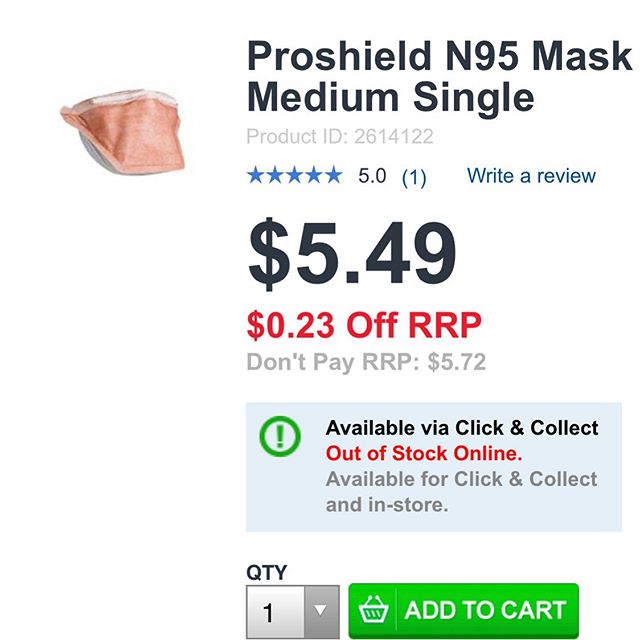 Proshield N95 Mask
Medium Single
Product ID: 2614122
★★★★★ 5.0 (1) Write a review
$5.49
$0.23 Off RRP
Don't Pay RRP: $5.72
Available via Click & Collect
Out of Stock Online.
Available for Click & Collect
and in-store.
QTY
1
ADD TO CART